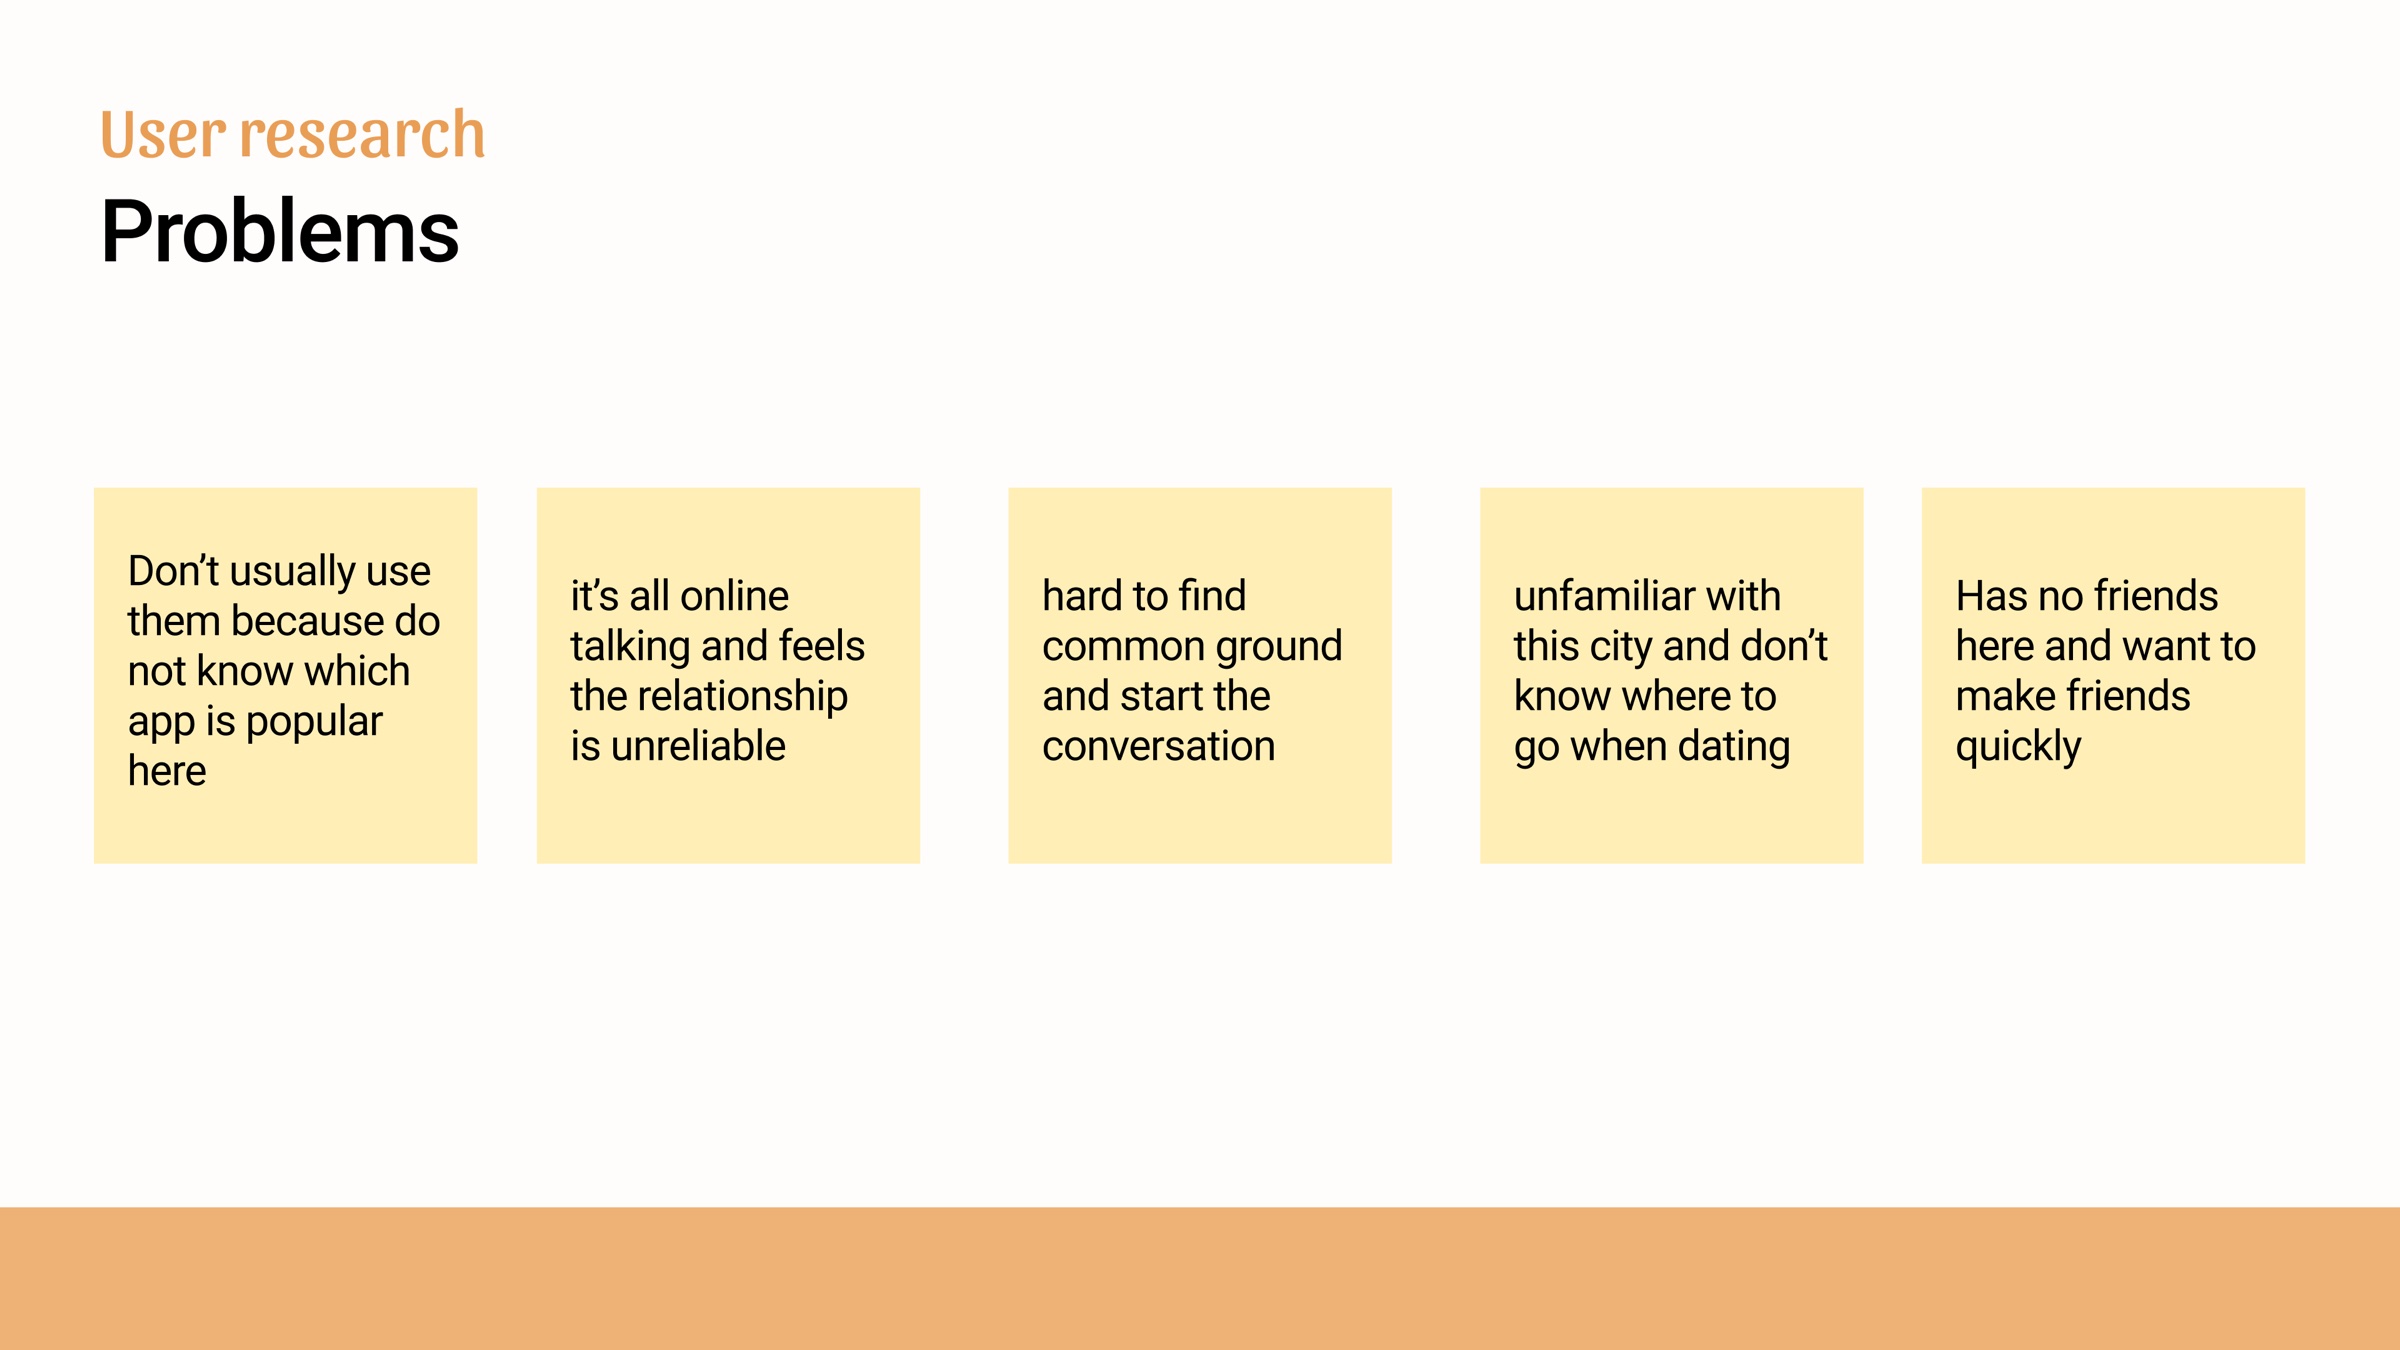 User research
Problems
Don’t usually use
them because do
not know which
app is popular
here
it’s all online
talking and feels
the relationship
is unreliable
hard to find
common ground
and start the
conversation
unfamiliar with
this city and don’t
know where to
go when dating
Has no friends
here and want to
make friends
quickly